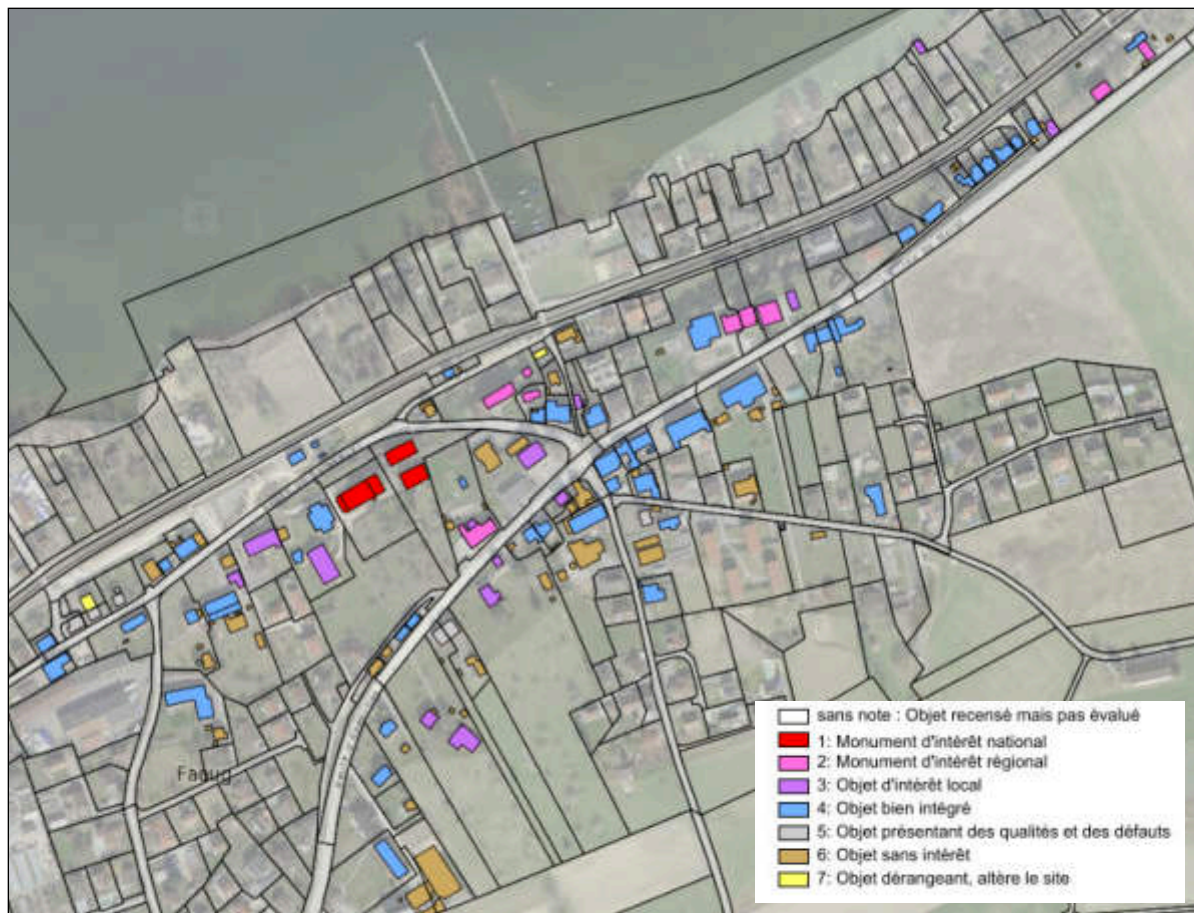 Faoug
sans note : Objet recensé mais pas évalué
1: Monument d'intérêt national
2: Monument d'intérêt régional
3: Objet d'intérêt local
4: Objet bien intégré
5: Objet présentant des qualités et des défauts
6: Objet sans intérêt
7: Objet dérangeant, altère le site